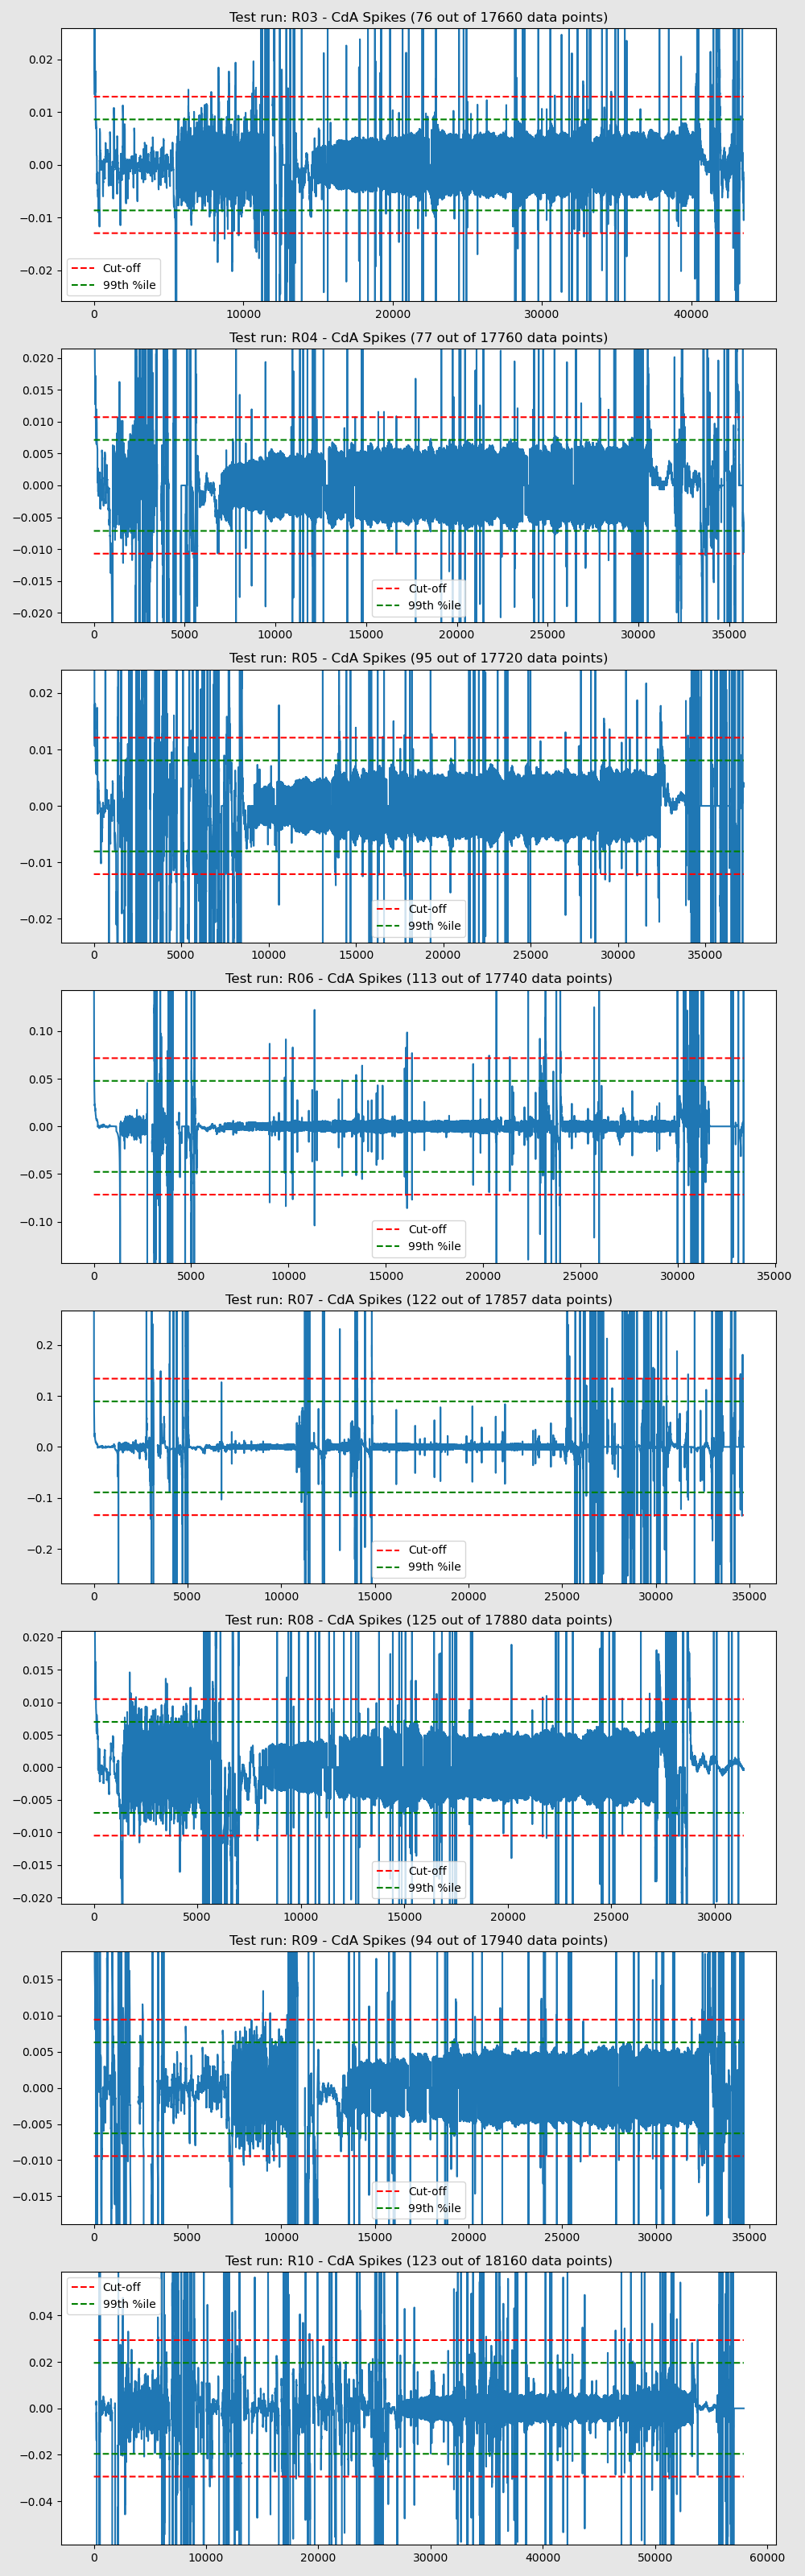 Test run: R03 - CdA Spikes (76 out of 17660 data points)
0.02
0.01
0.00
−0.01
−0.02
Cut-off
99th %ile
0 10000 20000 30000 40000
Test run: R04 - CdA Spikes (77 out of 17760 data points)
0.020
0.015
0.010
0.005
0.000
−0.005
−0.010
−0.015
−0.020
Cut-off
99th %ile
0 5000 10000 15000 20000 25000 30000 35000
Test run: R05 - CdA Spikes (95 out of 17720 data points)
0.02
0.01
0.00
−0.01
−0.02
Cut-off
99th %ile
0 5000 10000 15000 20000 25000 30000 35000
Test run: R06 - CdA Spikes (113 out of 17740 data points)
0.10
0.05
0.00
−0.05
−0.10
Cut-off
99th %ile
0 5000 10000 15000 20000 25000 30000 35000
Test run: R07 - CdA Spikes (122 out of 17857 data points)
0.2
0.1
0.0
−0.1
−0.2
Cut-off
99th %ile
0 5000 10000 15000 20000 25000 30000 35000
Test run: R08 - CdA Spikes (125 out of 17880 data points)
0.020
0.015
0.010
0.005
0.000
−0.005
−0.010
−0.015
−0.020
Cut-off
99th %ile
0 5000 10000 15000 20000 25000 30000
Test run: R09 - CdA Spikes (94 out of 17940 data points)
0.015
0.010
0.005
0.000
−0.005
−0.010
−0.015
Cut-off
99th %ile
0 5000 10000 15000 20000 25000 30000 35000
Test run: R10 - CdA Spikes (123 out of 18160 data points)
Cut-off
99th %ile
0.04
0.02
0.00
−0.02
−0.04
0 10000 20000 30000 40000 50000 60000